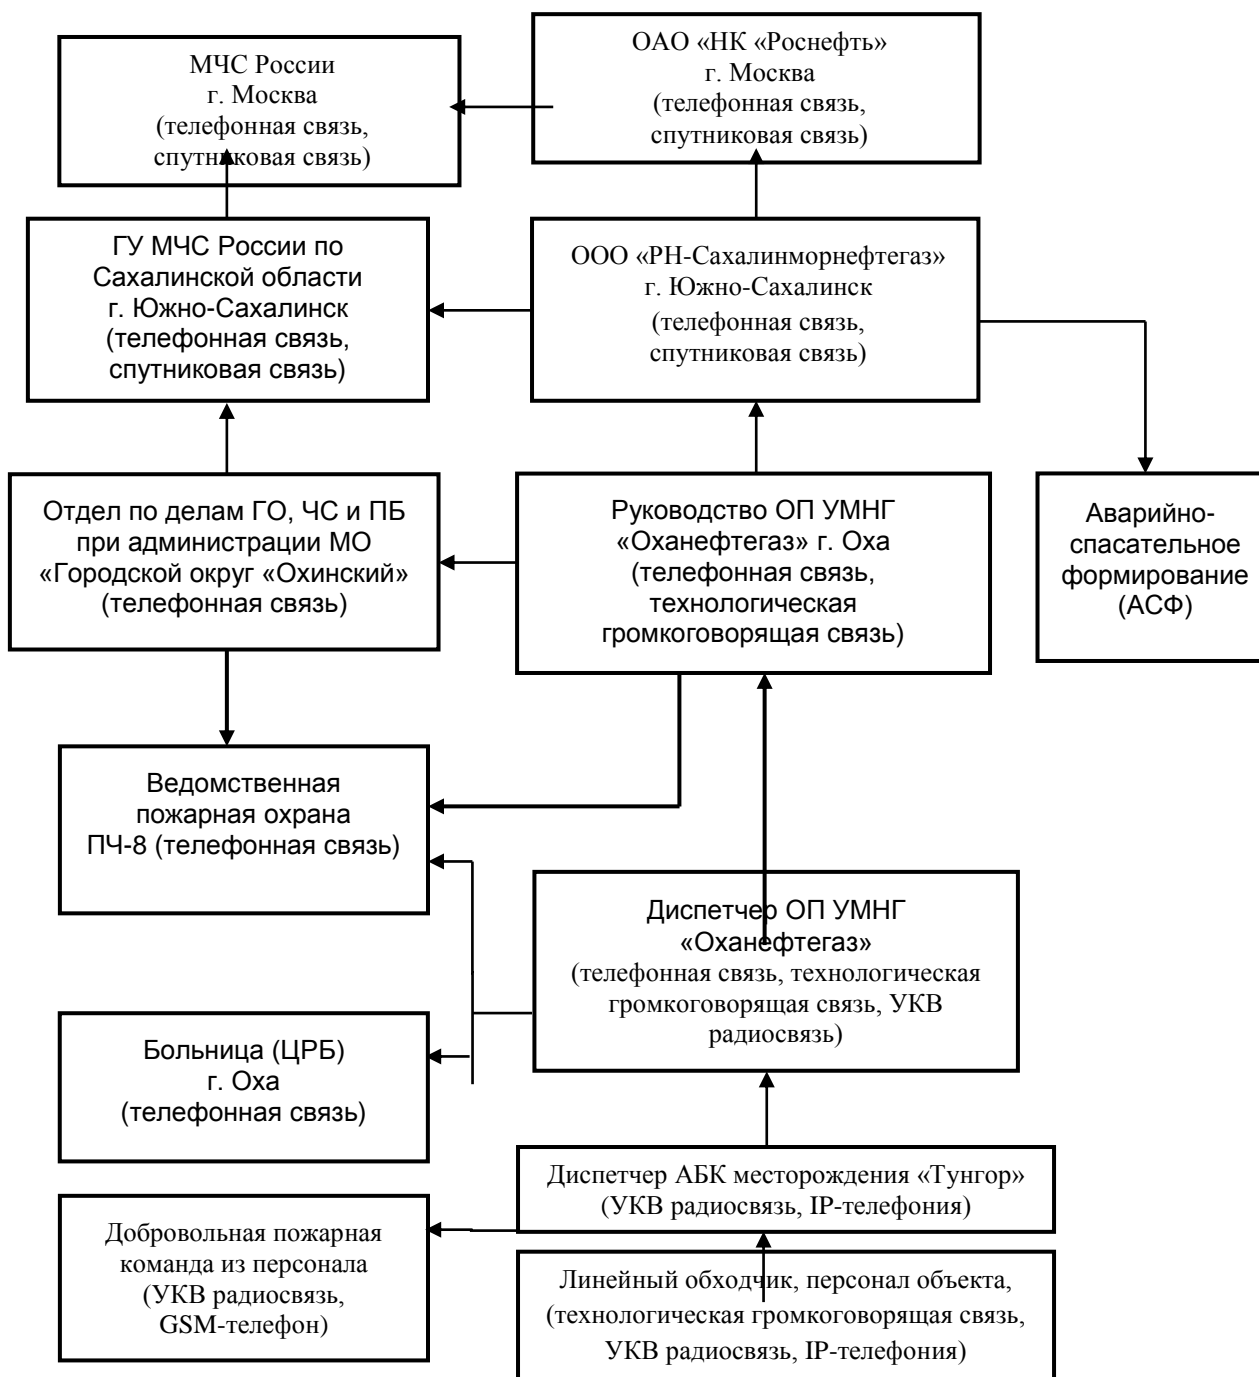 МЧС России
г. Москва
(телефонная связь,
спутниковая связь)
ОАО «НК «Роснефть»
г. Москва
(телефонная связь,
спутниковая связь)
ГУ МЧС России по
Сахалинской области
г. Южно-Сахалинск
(телефонная связь,
спутниковая связь)
ООО «РН-Сахалинморнефтегаз»
г. Южно-Сахалинск
(телефонная связь,
спутниковая связь)
Отдел по делам ГО, ЧС и ПБ
при администрации МО
«Городской округ «Охинский»
(телефонная связь)
Руководство ОП УМНГ
«Оханефтегаз» г. Оха
(телефонная связь,
технологическая
громкоговорящая связь)
Аварийно-
спасательное
формирование
(АСФ)
Ведомственная
пожарная охрана
ПЧ-8 (телефонная связь)
Диспетчер ОП УМНГ
«Оханефтегаз»
(телефонная связь, технологическая
громкоговорящая связь, УКВ
радиосвязь)
Больница (ЦРБ)
г. Оха
(телефонная связь)
Диспетчер АБК месторождения «Тунгор»
(УКВ радиосвязь, IP-телефония)
Добровольная пожарная
команда из персонала
(УКВ радиосвязь,
GSM-телефон)
Линейный обходчик, персонал объекта,
(технологическая громкоговорящая связь,
УКВ радиосвязь, IP-телефония)